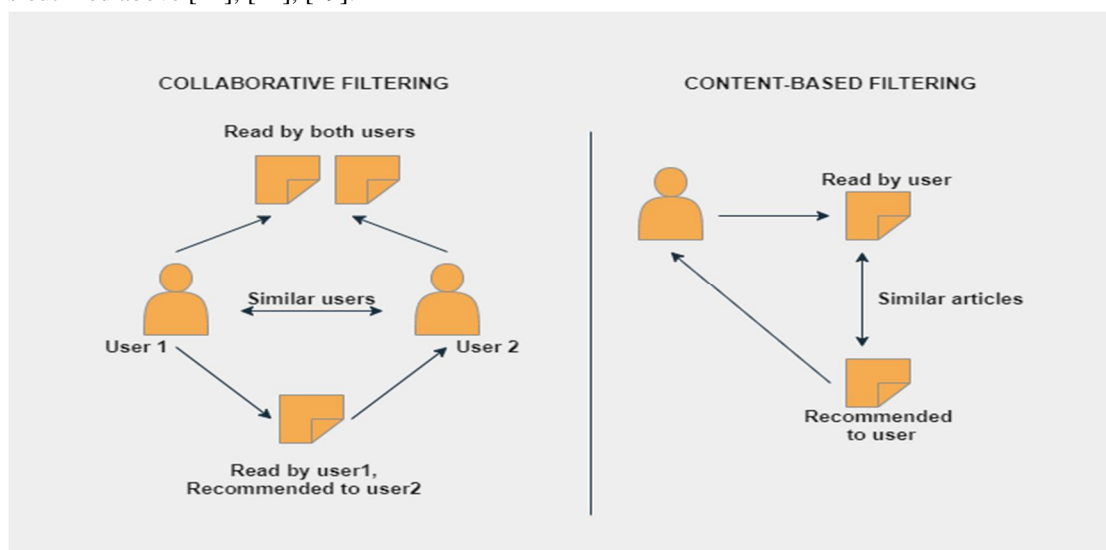 COLLABORATIVE FILTERING
Read by both users
Similar users
User 1
User 2
Read by user1,
Recommended to user2
CONTENT-BASED FILTERING
Read by user
Similar articles
Recommended
to user